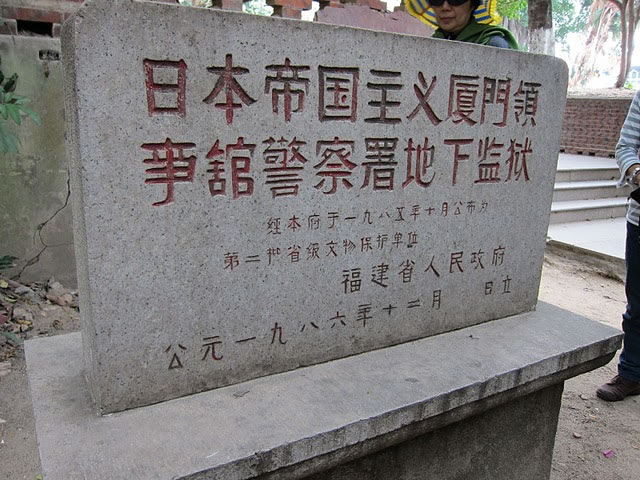 日本帝国主义厦門領
事舘警察署地下监狱
經本府于一九八五年十月公布为
第二批省级文物保护单位
福建省人民政府
公元一九八六年十二月 日立